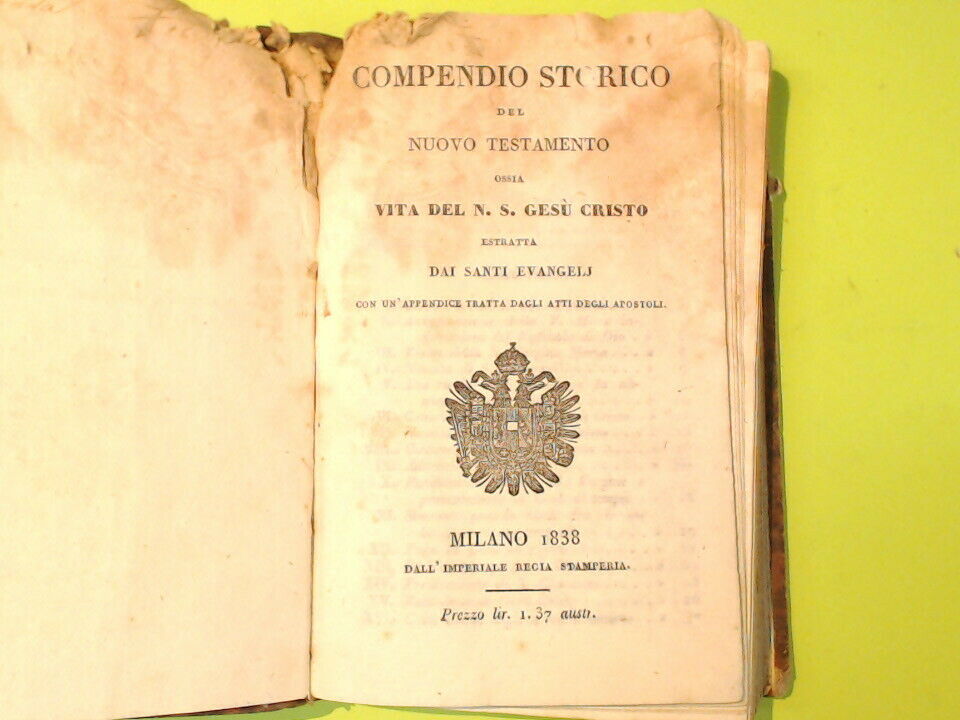 COMPENDIO STORICO
DEL
NUOVO TESTAMENTO
OSSIA
VITA DEL N. S. GESÙ CRISTO
ESTRATTA
DAI SANTI EVANGELJ
CON UN' APPENDICE TRATTA DAGLI ATTI DEGLI APOSTOLI.
MILANO 1838
DALL' IMPERIALE REGIA STAMPERIA.
Prezzo lir. 1. 37 austr.